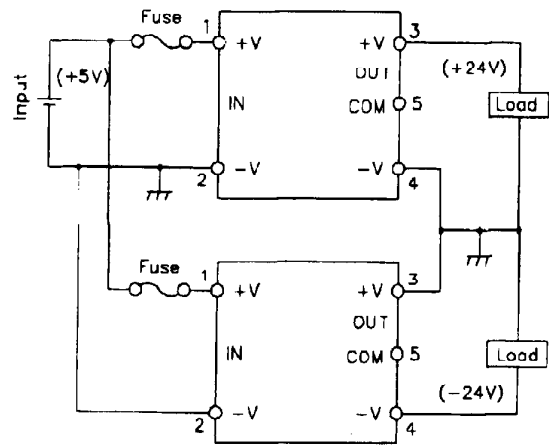 Fuse
1
+V
+V
3
(+5V)
OUT
(+24V)
Input
IN
COM
5
Load
2
-V
-V
4
Fuse
1
+V
+V
3
OUT
IN
COM
5
Load
(-24V)
2
-V
-V
4